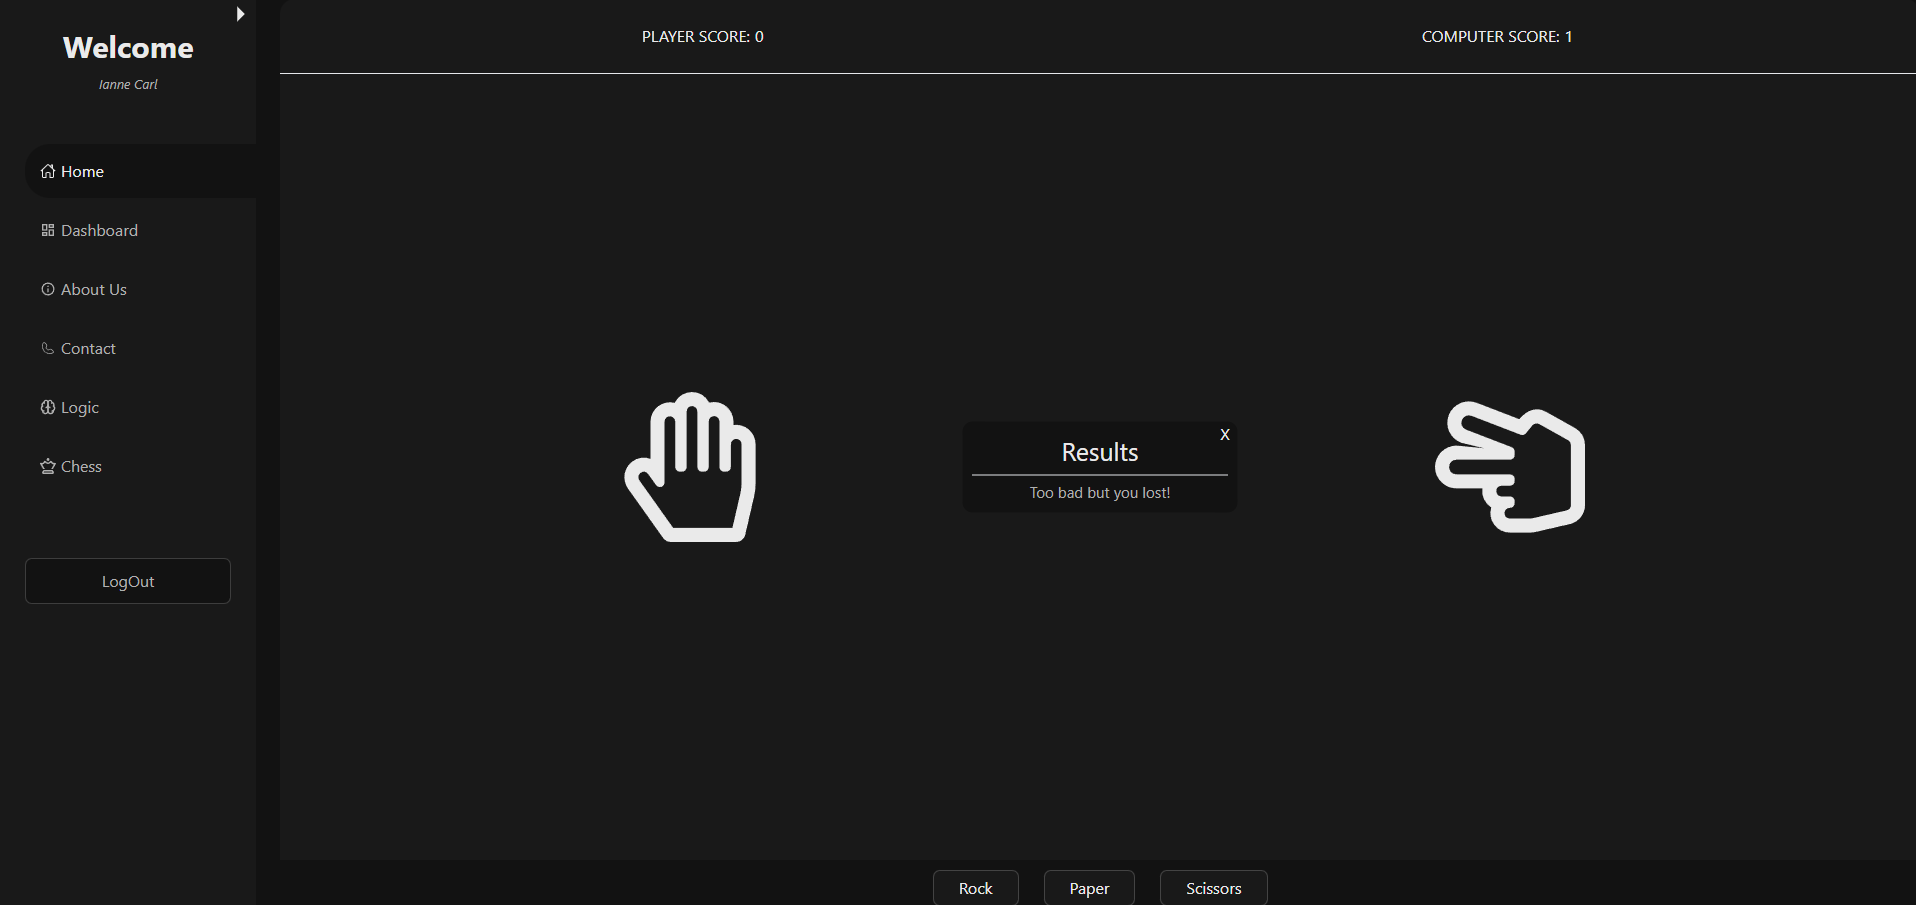 Welcome
Ianne Carl
Home
Dashboard
About Us
Contact
Logic
Chess
LogOut
PLAYER SCORE: 0
COMPUTER SCORE: 1
X
Results
Too bad but you lost!
Rock
Paper
Scissors